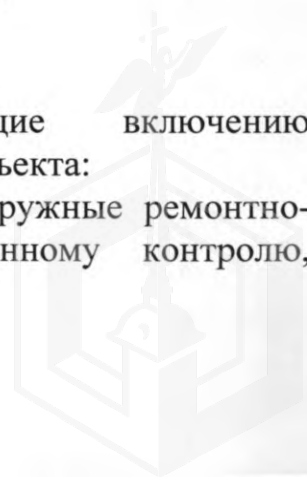 щие включению
ъекта:
ружные ремонтно-
нному контролю,